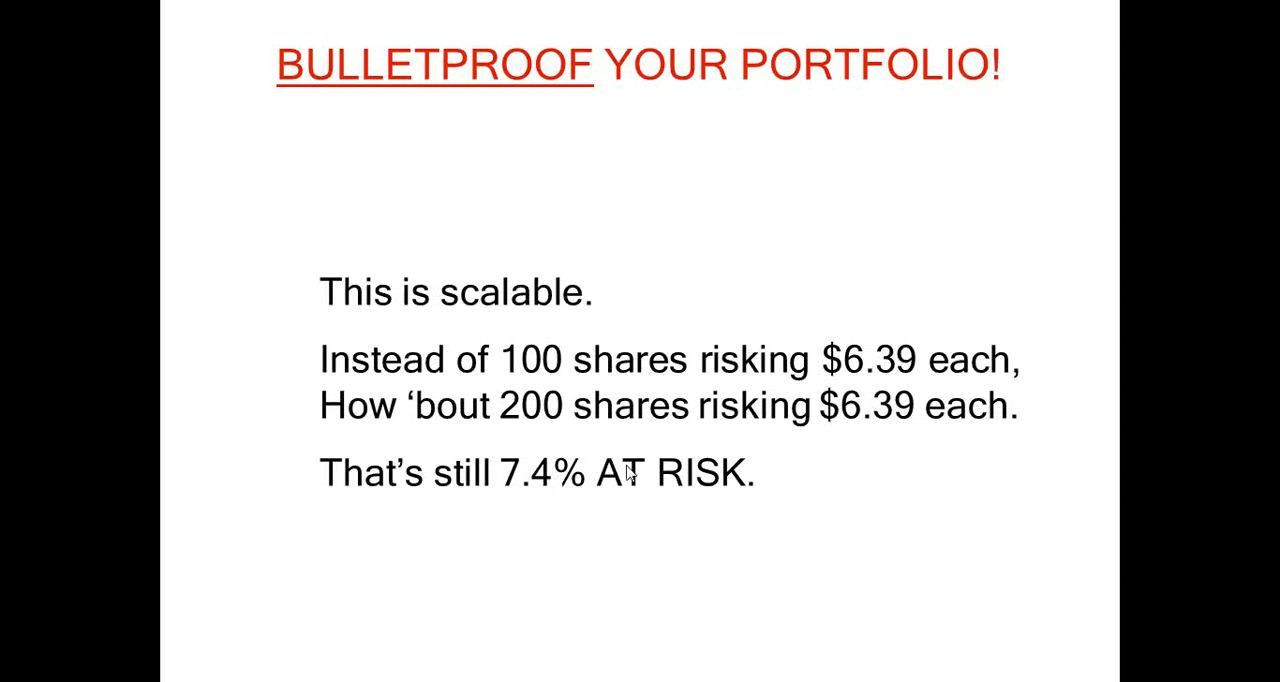 BULLETPROOF YOUR PORTFOLIO!
This is scalable.
Instead of 100 shares risking $6.39 each,
How ‘bout 200 shares risking $6.39 each.
That’s still 7.4% AT RISK.